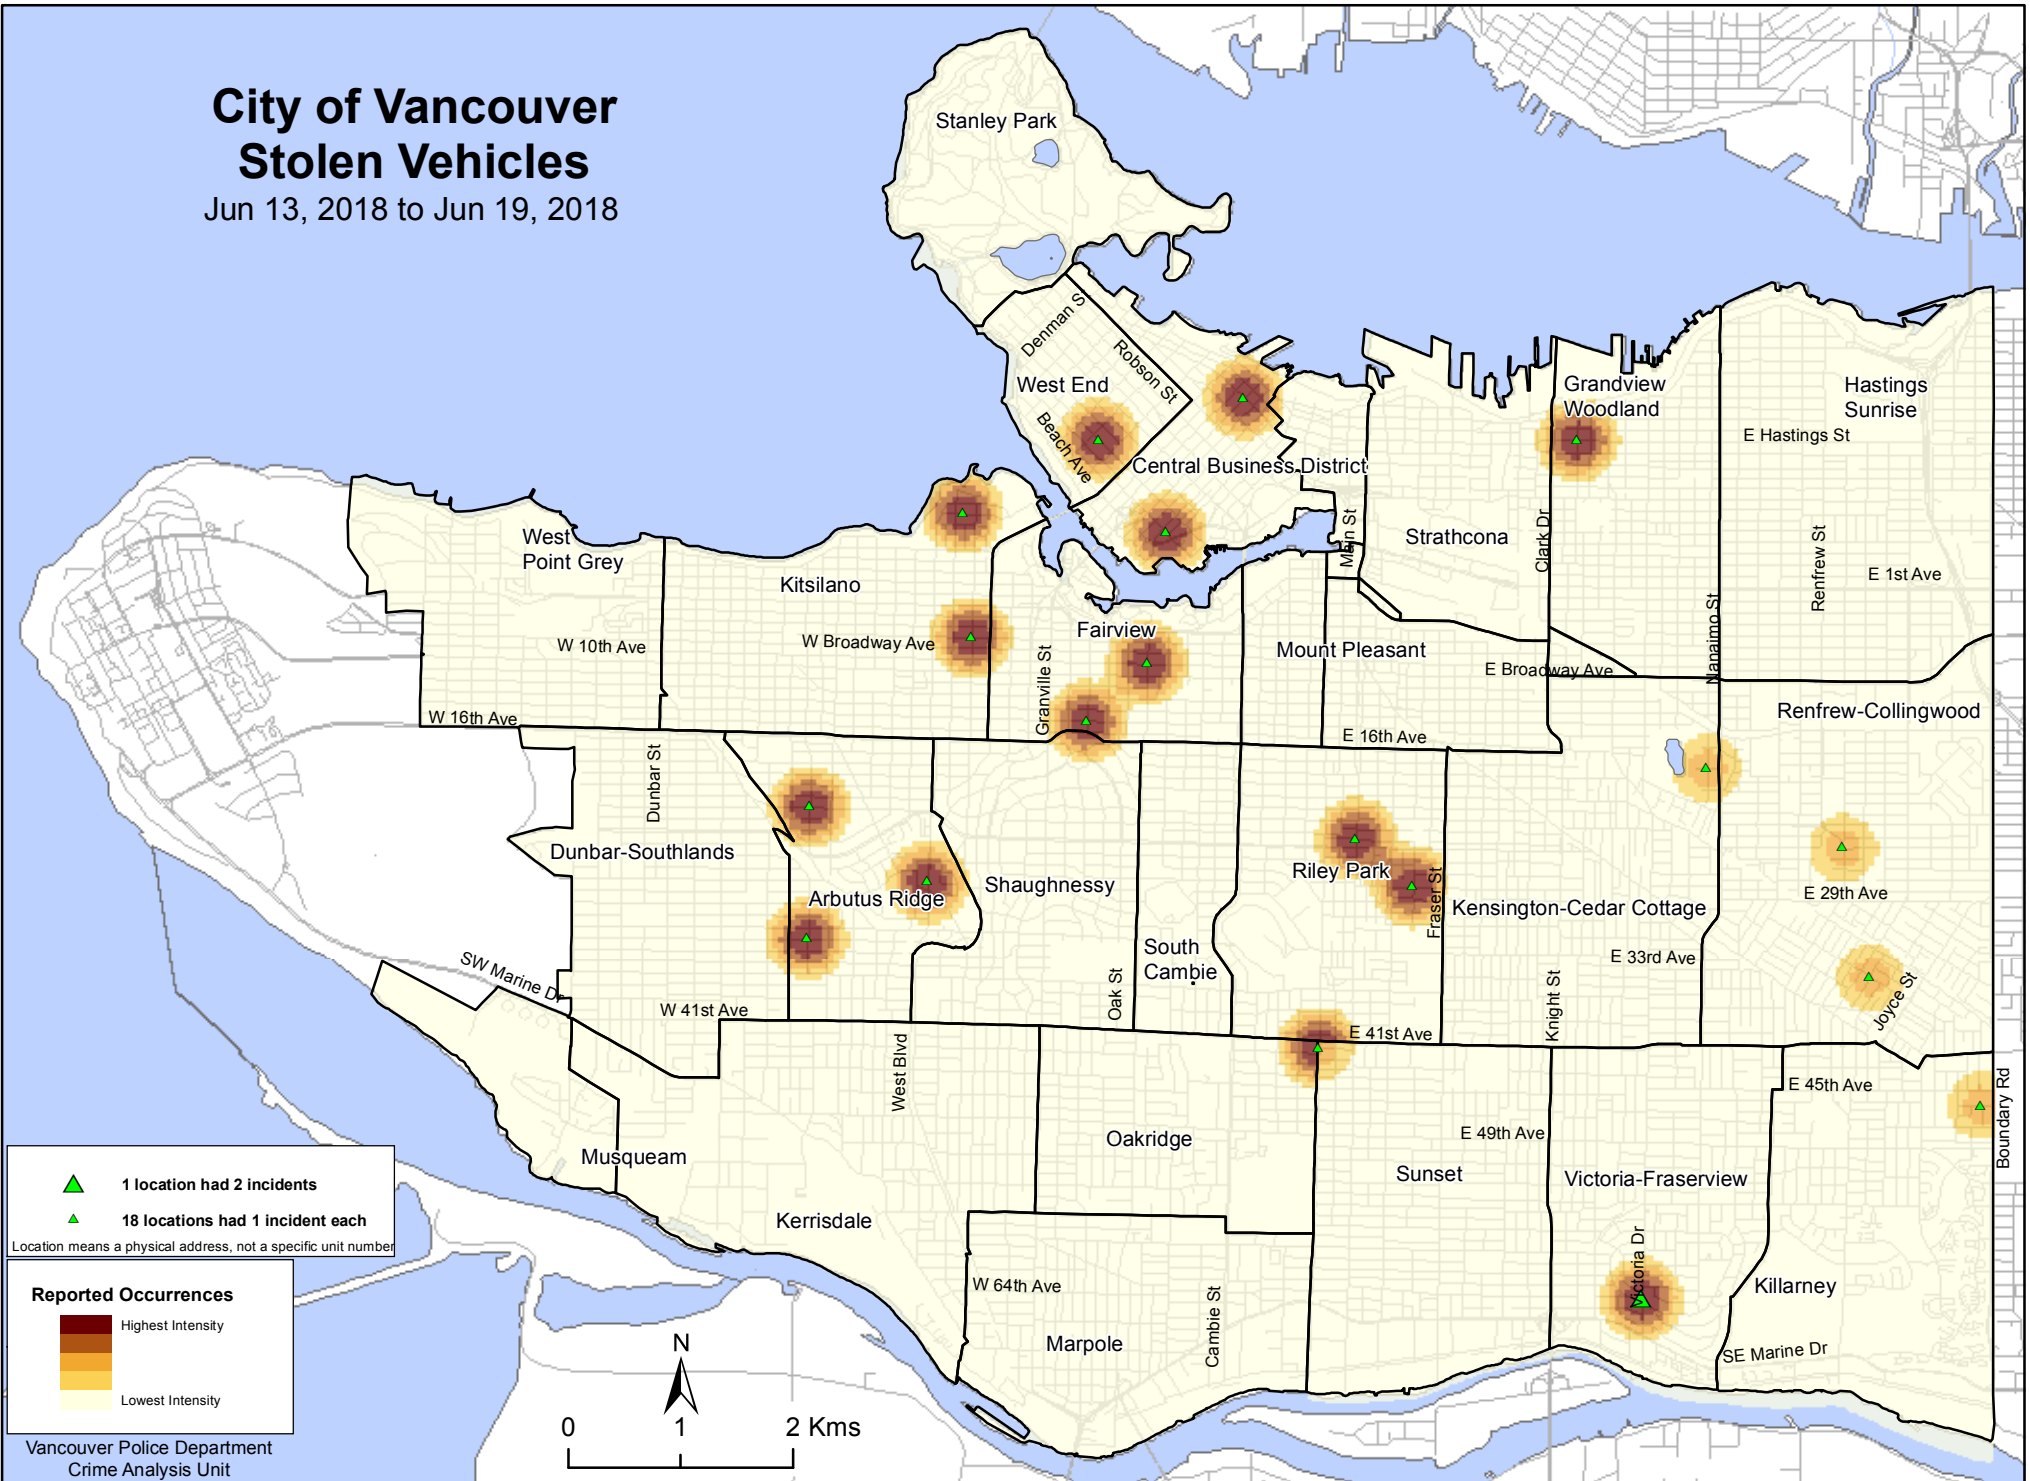 City of Vancouver
Stolen Vehicles
Jun 13, 2018 to Jun 19, 2018
Stanley Park
Denman St
Robson St
West End
Beach Ave
Central Business District
Grandview
Woodland
Hastings
Sunrise
E Hastings St
West
Point Grey
Kitsilano
Main St
Strathcona
Clark Dr
Renfrew St
E 1st Ave
Nanaimo St
W 10th Ave
W Broadway Ave
Fairview
Granville St
Mount Pleasant
E Broadway Ave
W 16th Ave
E 16th Ave
Renfrew-Collingwood
Dunbar St
Dunbar-Southlands
Arbutus Ridge
Shaughnessy
Riley Park
Fraser St
Kensington-Cedar Cottage
E 29th Ave
South
Cambie
E 33rd Ave
SW Marine Dr
W 41st Ave
Oak St
Knight St
Joyce St
E 41st Ave
West Blvd
E 45th Ave
Boundary Rd
Musqueam
Oakridge
E 49th Ave
Sunset
Victoria-Fraserview
Kerrisdale
Victoria Dr
W 64th Ave
Killarney
Marpole
Cambie St
SE Marine Dr
1 location had 2 incidents
18 locations had 1 incident each
Location means a physical address, not a specific unit number
Reported Occurrences
Highest Intensity
Lowest Intensity
Vancouver Police Department
Crime Analysis Unit
N
0 1 2 Kms